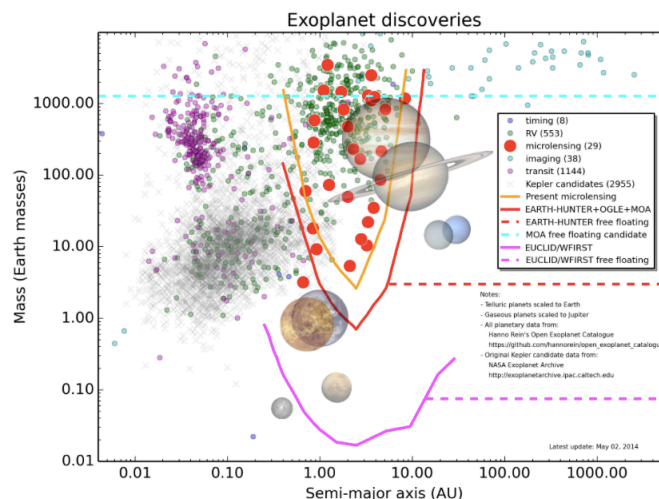 Exoplanet discoveries
Mass (Earth masses)
1000.00
100.00
10.00
1.00
0.10
0.01
timing (8)
RV (553)
microlensing (29)
imaging (38)
transit (1144)
Kepler candidates (2955)
Present microlensing
EARTH-HUNTER+OGLE+MOA
EARTH-HUNTER free floating
MOA free floating candidate
EUCLID/WFIRST
EUCLID/WFIRST free floating
Notes:
- Telluric planets scaled to Earth
- Gaseous planets scaled to Jupiter
- All planetary data from:
Hanno Rein's Open Exoplanet Catalogue
https://github.com/hannorein/open_exoplanet_catalogu
- Original Kepler candidate data from:
NASA Exoplanet Archive
http://exoplanetarchive.ipac.caltech.edu
Latest update: May 02, 2014
0.01 0.10 1.00 10.00 100.00 1000.00
Semi-major axis (AU)